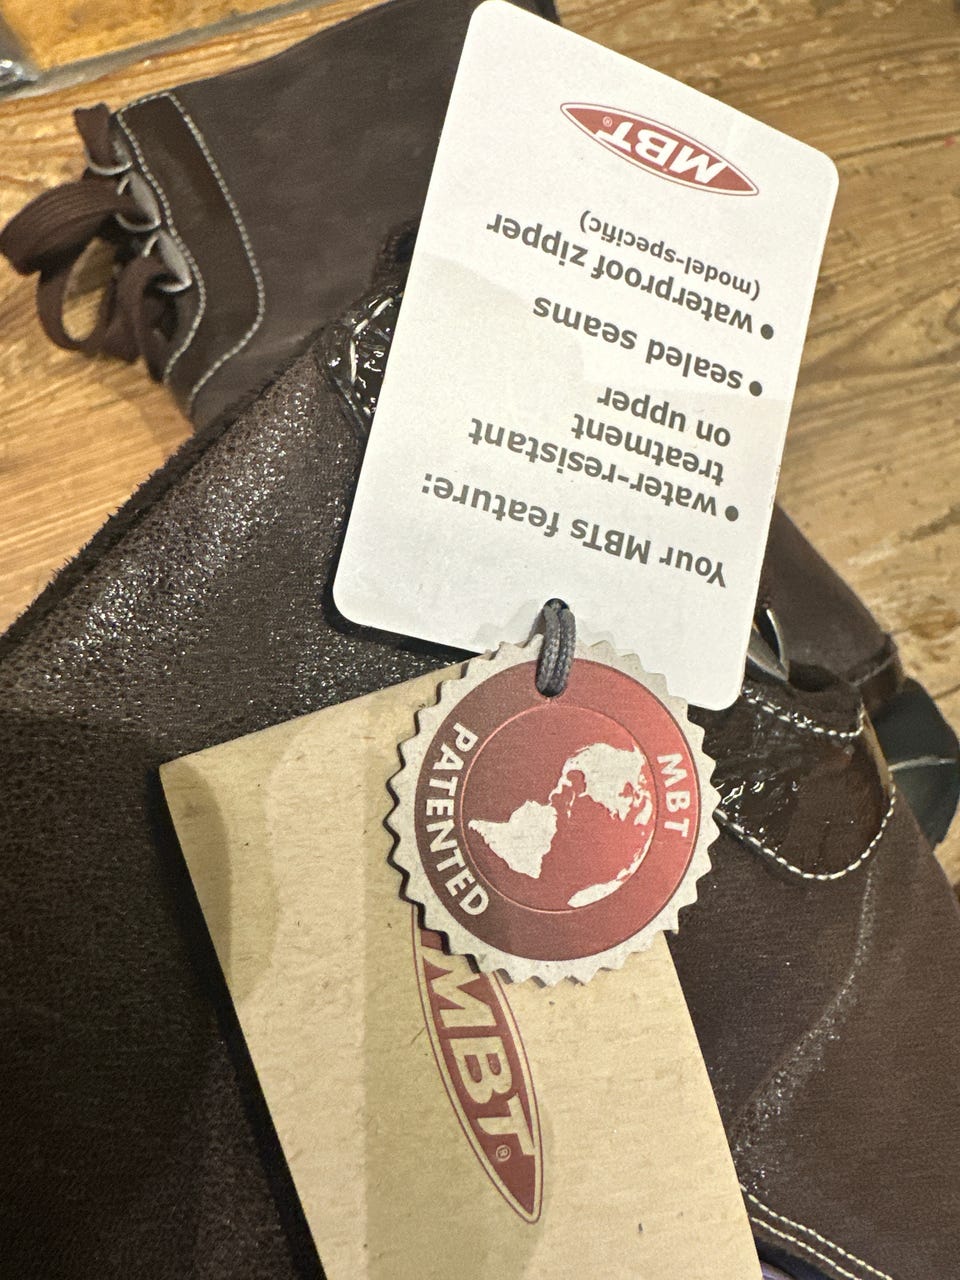 MBT®
Your MBTs feature:
• water-resistant
treatment
on upper
• sealed seams
• waterproof zipper
(model-specific)
MBT
PATENTED
MBT®